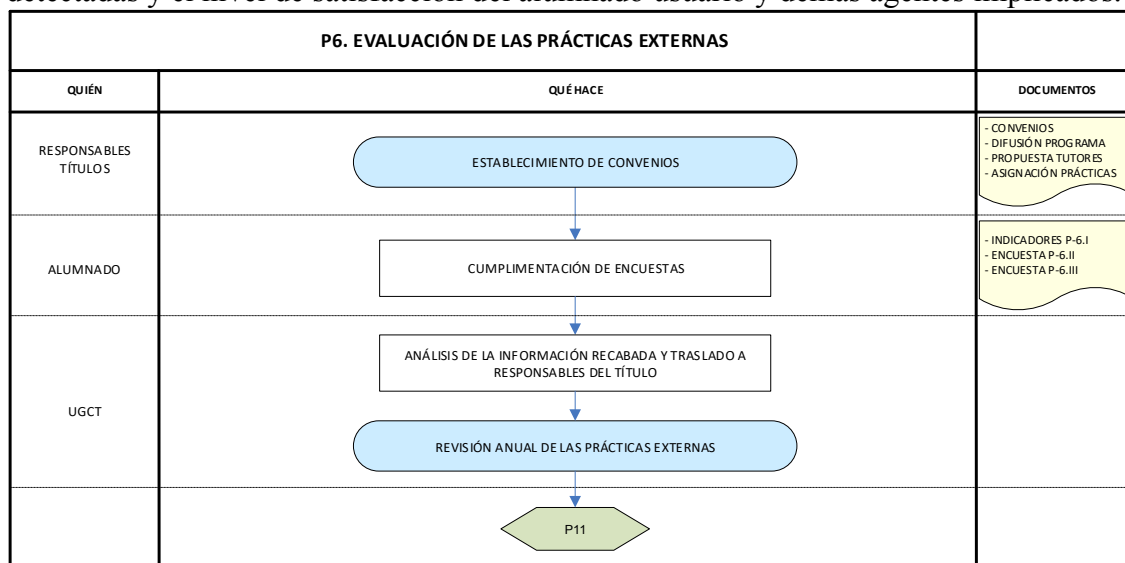 detectadas y el nivel de satisfacción del alumnado usuario y demás agentes implicados.
P6. EVALUACIÓN DE LAS PRÁCTICAS EXTERNAS
QUIÉN
QUÉ HACE
DOCUMENTOS
RESPONSABLES
TÍTULOS
ESTABLECIMIENTO DE CONVENIOS
- CONVENIOS
- DIFUSIÓN PROGRAMA
- PROPUESTA TUTORES
- ASIGNACIÓN PRÁCTICAS
ALUMNADO
CUMPLIMENTACIÓN DE ENCUESTAS
- INDICADORES P-6.I
- ENCUESTA P-6.II
- ENCUESTA P-6.III
UGCT
ANÁLISIS DE LA INFORMACIÓN RECABADA Y TRASLADO A
RESPONSABLES DEL TÍTULO
REVISIÓN ANUAL DE LAS PRÁCTICAS EXTERNAS
P11